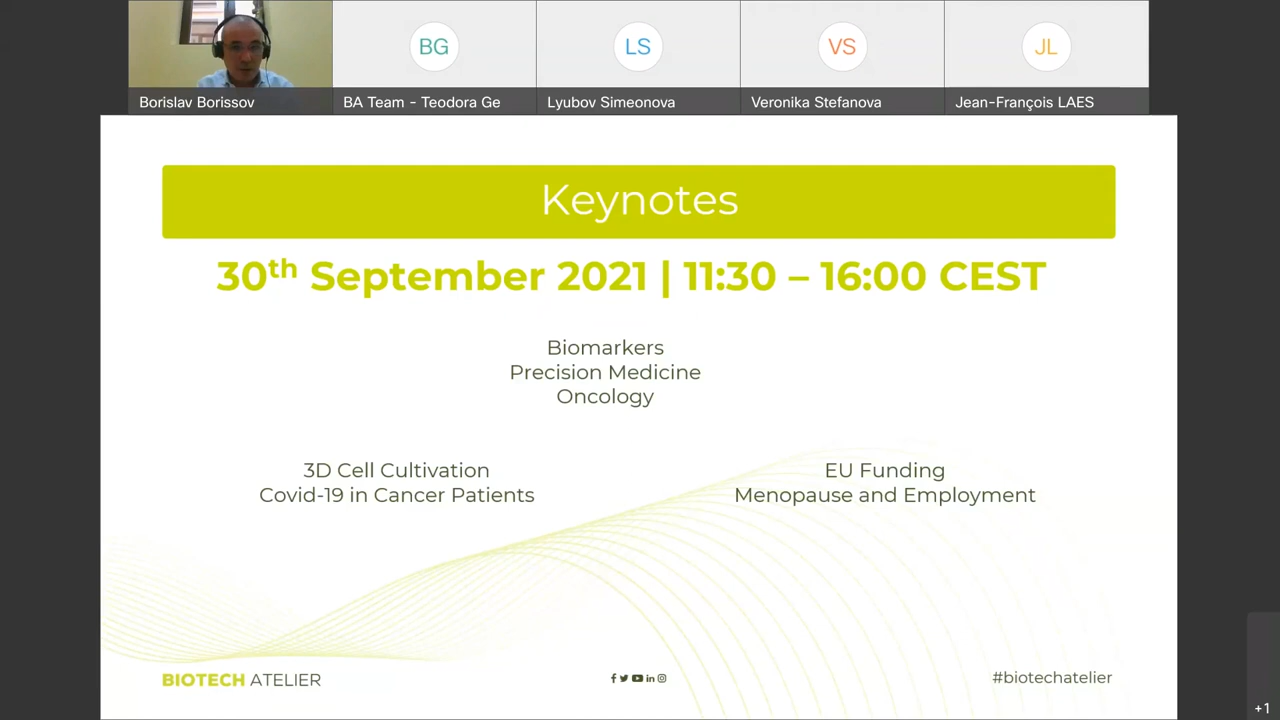 BG
LS
VS
JL
Borislav Borissov
BA Team - Teodora Ge
Lyubov Simeonova
Veronika Stefanova
Jean-François LAES
Keynotes
30th September 2021 | 11:30 – 16:00 CEST
Biomarkers
Precision Medicine
Oncology
3D Cell Cultivation
Covid-19 in Cancer Patients
EU Funding
Menopause and Employment
BIOTECH ATELIER
#biotechatelier
+1